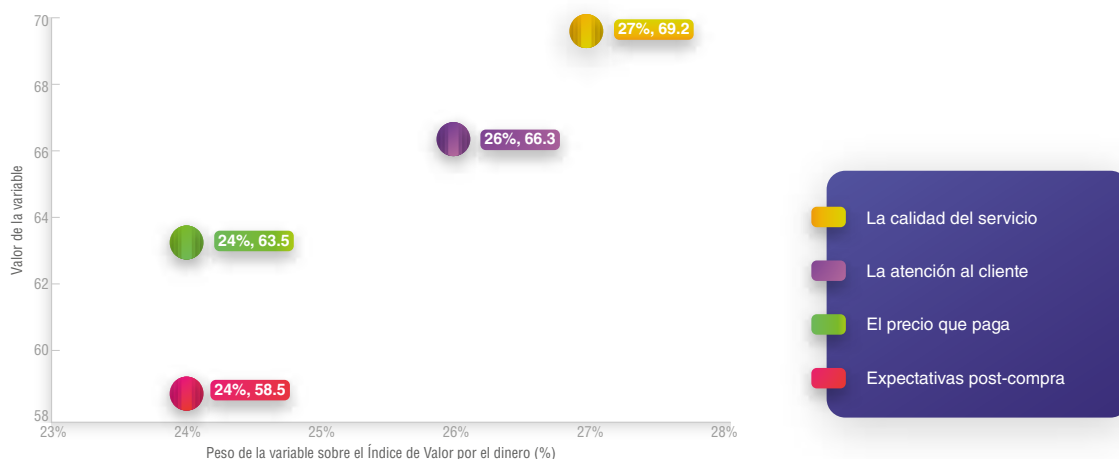 70
27%, 69.2
68
26%, 66.3
66
Valor de la variable
64
24%, 63.5
62
60
24%, 58.5
58
23%
24%
25%
26%
27%
28%
Peso de la variable sobre el Índice de Valor por el dinero (%)
La calidad del servicio
La atención al cliente
El precio que paga
Expectativas post-compra